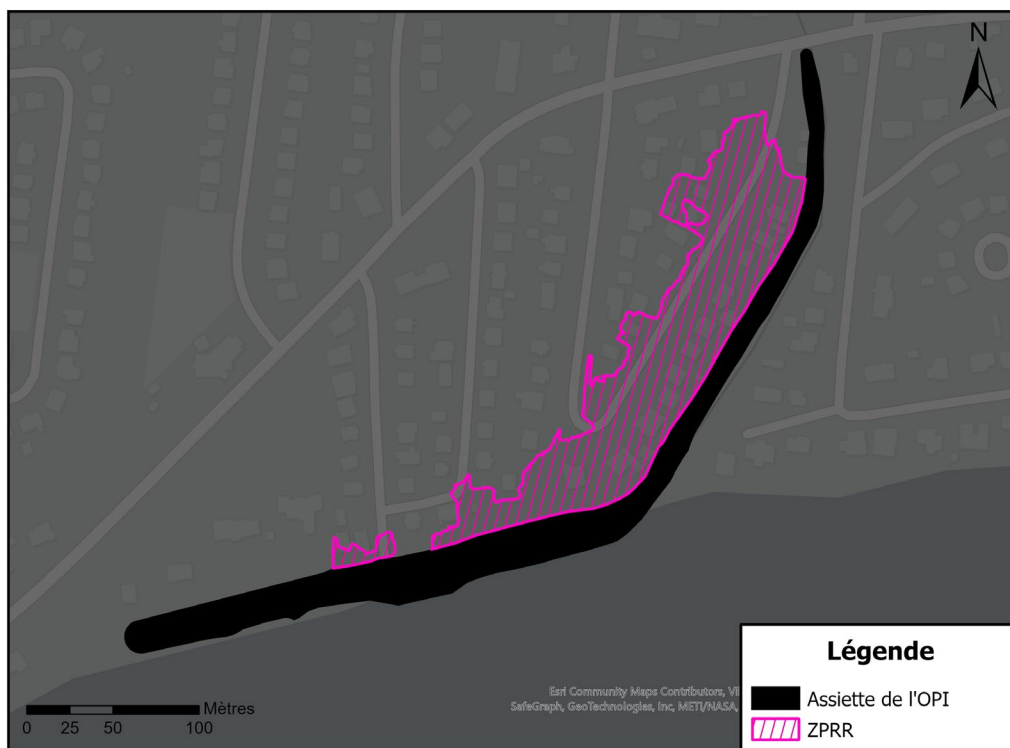 N
Légende
Assiette de l'OPI
ZPRR
Mètres
0 25 50 100
Esri Community Maps Contributors,
SafeGraph, GeoTechnologies, Inc, METI/NASA,